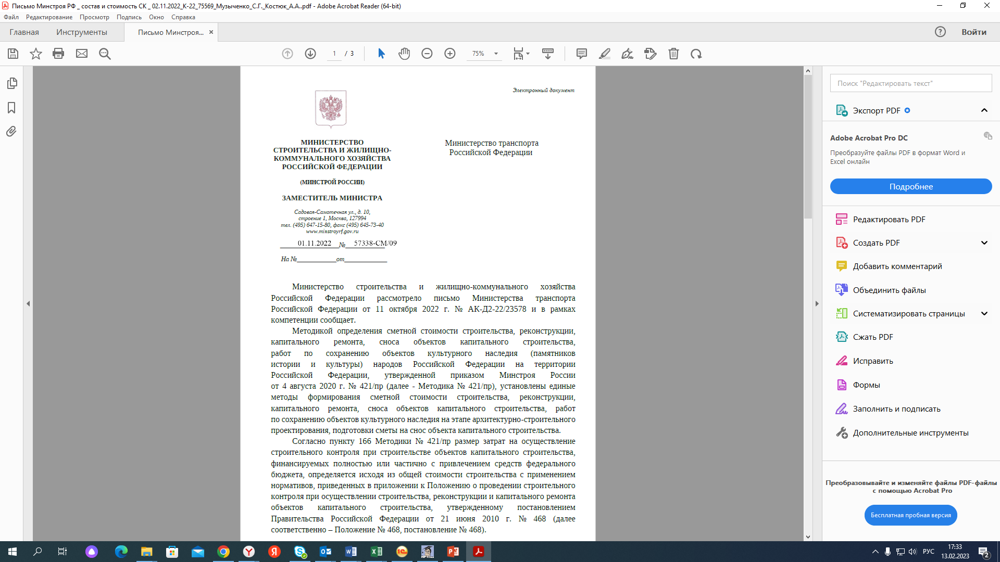 Письмо Минстроя РФ _ состав и стоимость СК _ 02.11.2022_К-22_75569_Музыченко_С.Г._Костюк_А.А..pdf - Adobe Acrobat Reader (64-bit)
Файл Редактирование Просмотр Подпись Окно Справка
Главная Инструменты Письмо Минстроя... × ? Войти
1 / 3 75%
Электронный документ
МИНИСТЕРСТВО
СТРОИТЕЛЬСТВА И ЖИЛИЩНО-
КОММУНАЛЬНОГО ХОЗЯЙСТВА
РОССИЙСКОЙ ФЕДЕРАЦИИ
(МИНСТРОЙ РОССИИ)
ЗАМЕСТИТЕЛЬ МИНИСТРА
Садовая-Самотечная ул., д. 10,
строение 1, Москва, 127994
тел. (495) 647-15-80, факс (495) 645-73-40
www.minstroyrf.gov.ru
01.11.2022 № 57338-СМ/09
На №____________от_____________
Министерство транспорта
Российской Федерации
Министерство строительства и жилищно-коммунального хозяйства
Российской Федерации рассмотрело письмо Министерства транспорта
Российской Федерации от 11 октября 2022 г. № АК-Д2-22/23578 и в рамках
компетенции сообщает.
Методикой определения сметной стоимости строительства, реконструкции,
капитального ремонта, сноса объектов капитального строительства,
работ по сохранению объектов культурного наследия (памятников
истории и культуры) народов Российской Федерации на территории
Российской Федерации, утвержденной приказом Минстроя России
от 4 августа 2020 г. № 421/пр (далее - Методика № 421/пр), установлены единые
методы формирования сметной стоимости строительства, реконструкции,
капитального ремонта, сноса объектов капитального строительства, работ
по сохранению объектов культурного наследия на этапе архитектурно-строительного
проектирования, подготовки сметы на снос объекта капитального строительства.
Согласно пункту 166 Методики № 421/пр размер затрат на осуществление
строительного контроля при строительстве объектов капитального строительства,
финансируемых полностью или частично с привлечением средств федерального
бюджета, определяется исходя из общей стоимости строительства с применением
нормативов, приведенных в приложении к Положению о проведении строительного
контроля при осуществлении строительства, реконструкции и капитального ремонта
объектов капитального строительства, утвержденному постановлением
Правительства Российской Федерации от 21 июня 2010 г. № 468 (далее
соответственно – Положение № 468, постановление № 468).
Поиск "Редактировать текст"
Экспорт PDF
Adobe Acrobat Pro DC
Преобразуйте файлы PDF в формат Word и
Excel онлайн
Подробнее
Редактировать PDF
Создать PDF
Добавить комментарий
Объединить файлы
Систематизировать страницы
Сжать PDF
Исправить
Формы
Заполнить и подписать
Дополнительные инструменты
Преобразовывайте и изменяйте файлы PDF-файлы
с помощью Acrobat Pro
Бесплатная пробная версия
РУС 17:33
13.02.2023
2